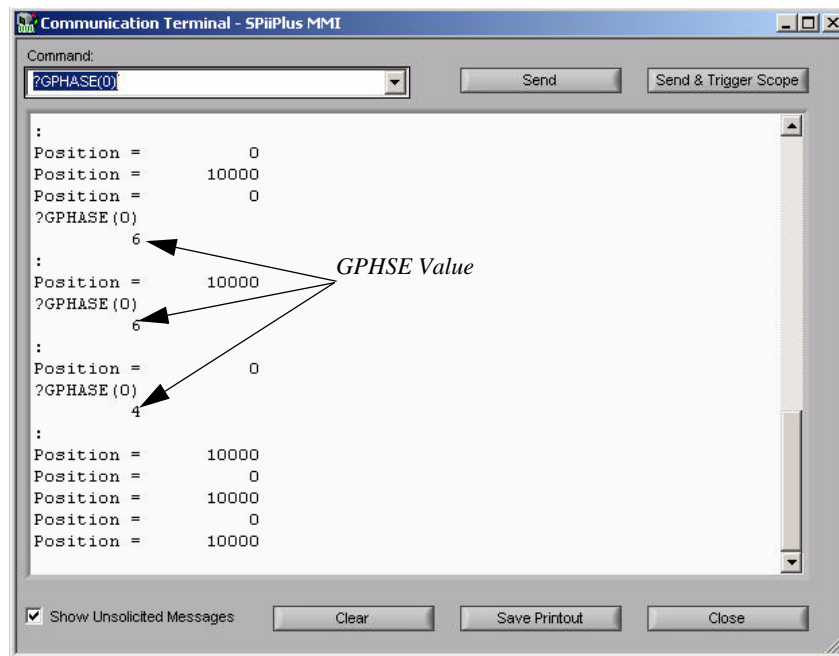 Communication Terminal - SPiiPlus MMI
Command:
?GPHASE(0)
Send
Send & Trigger Scope
:
Position = 0
Position = 10000
Position = 0
?GPHASE(0)
6
:
Position = 10000
?GPHASE(0)
6
:
Position = 0
?GPHASE(0)
4
:
Position = 10000
Position = 0
Position = 10000
Position = 0
Position = 10000
GPHSE Value
Show Unsolicited Messages
Clear
Save Printout
Close